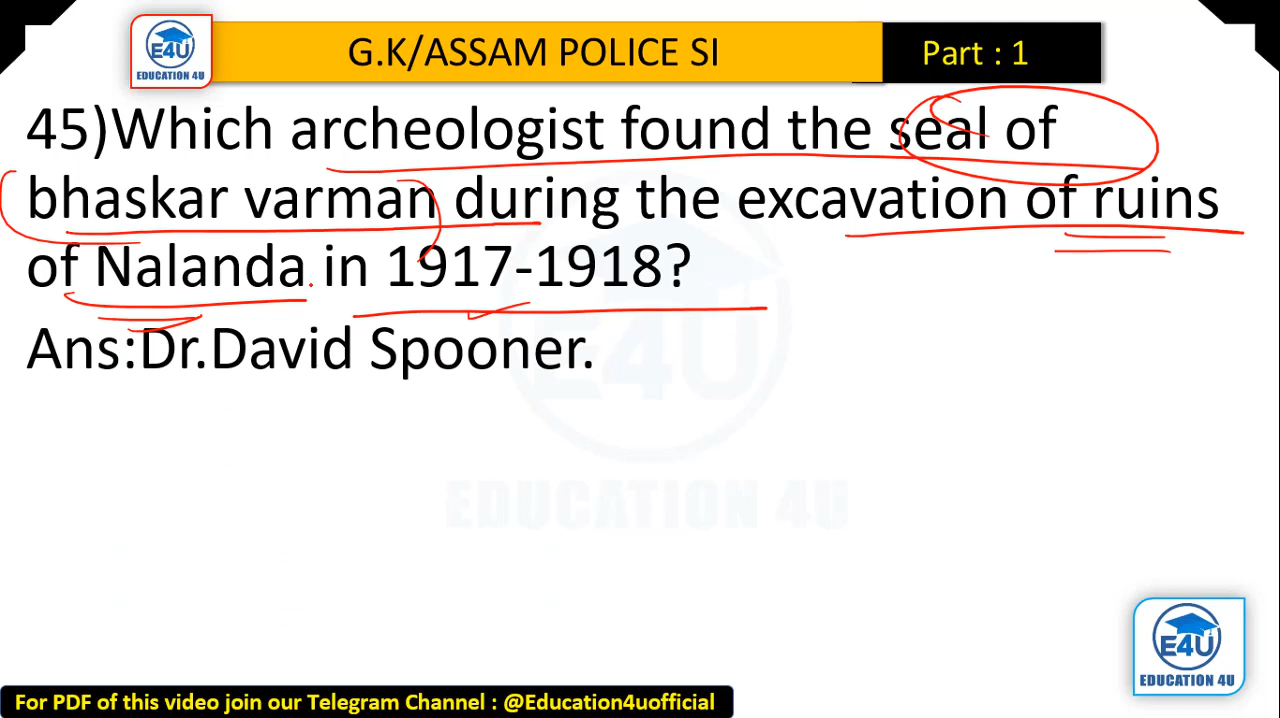 E4U
EDUCATION 4U
G.K/ASSAM POLICE SI
Part : 1
45)Which archeologist found the seal of
bhaskar varman during the excavation of ruins
of Nalanda in 1917-1918?
Ans:Dr.David Spooner.
E4U
EDUCATION 4U
E4U
EDUCATION 4U
For PDF of this video join our Telegram Channel : @Education4uofficial